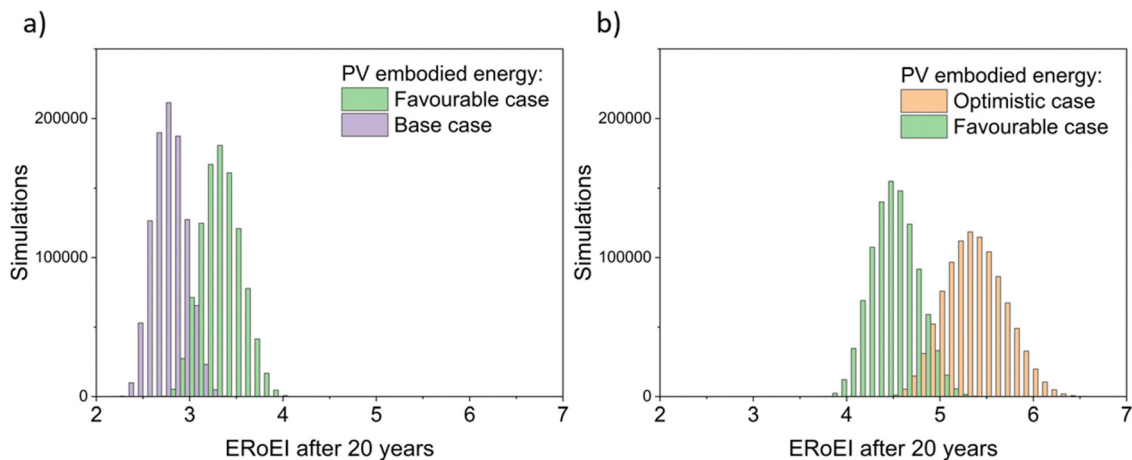 a)
PV embodied energy:
Favourable case
Base case
200000
100000
0
Simulations
2 3 4 5 6 7
ERoEI after 20 years
b)
PV embodied energy:
Optimistic case
Favourable case
200000
100000
0
Simulations
2 3 4 5 6 7
ERoEI after 20 years